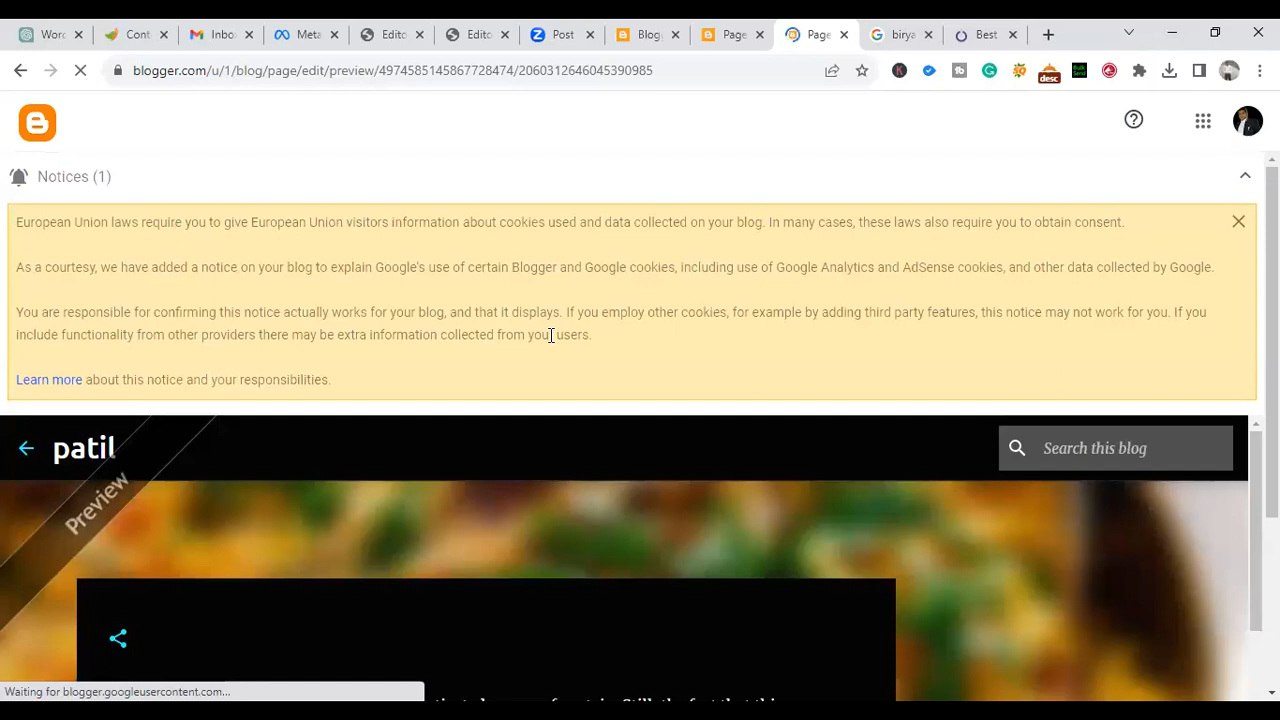 Word
Cont
Inbo
Meta
Edito
Edito
Post
Blog
Page
Page
birya
Best
blogger.com/u/1/blog/page/edit/preview/4974585145867728474/2060312646045390985
desc
Notices (1)
European Union laws require you to give European Union visitors information about cookies used and data collected on your blog. In many cases, these laws also require you to obtain consent.
As a courtesy, we have added a notice on your blog to explain Google's use of certain Blogger and Google cookies, including use of Google Analytics and AdSense cookies, and other data collected by Google.
You are responsible for confirming this notice actually works for your blog, and that it displays. If you employ other cookies, for example by adding third party features, this notice may not work for you. If you
include functionality from other providers there may be extra information collected from your users.
Learn more about this notice and your responsibilities.
patil
Search this blog
Preview
Waiting for blogger.googleusercontent.com...